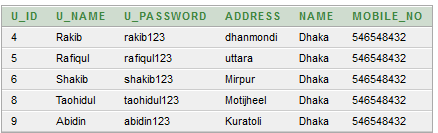 U_ID U_NAME U_PASSWORD ADDRESS NAME MOBILE_NO
4 Rakib rakib123 dhanmondi Dhaka 546548432
5 Rafiqul rafiqul123 uttara Dhaka 546548432
6 Shakib shakib123 Mirpur Dhaka 546548432
8 Taohidul taohidul123 Motijheel Dhaka 546548432
9 Abidin abidin123 Kuratoli Dhaka 546548432